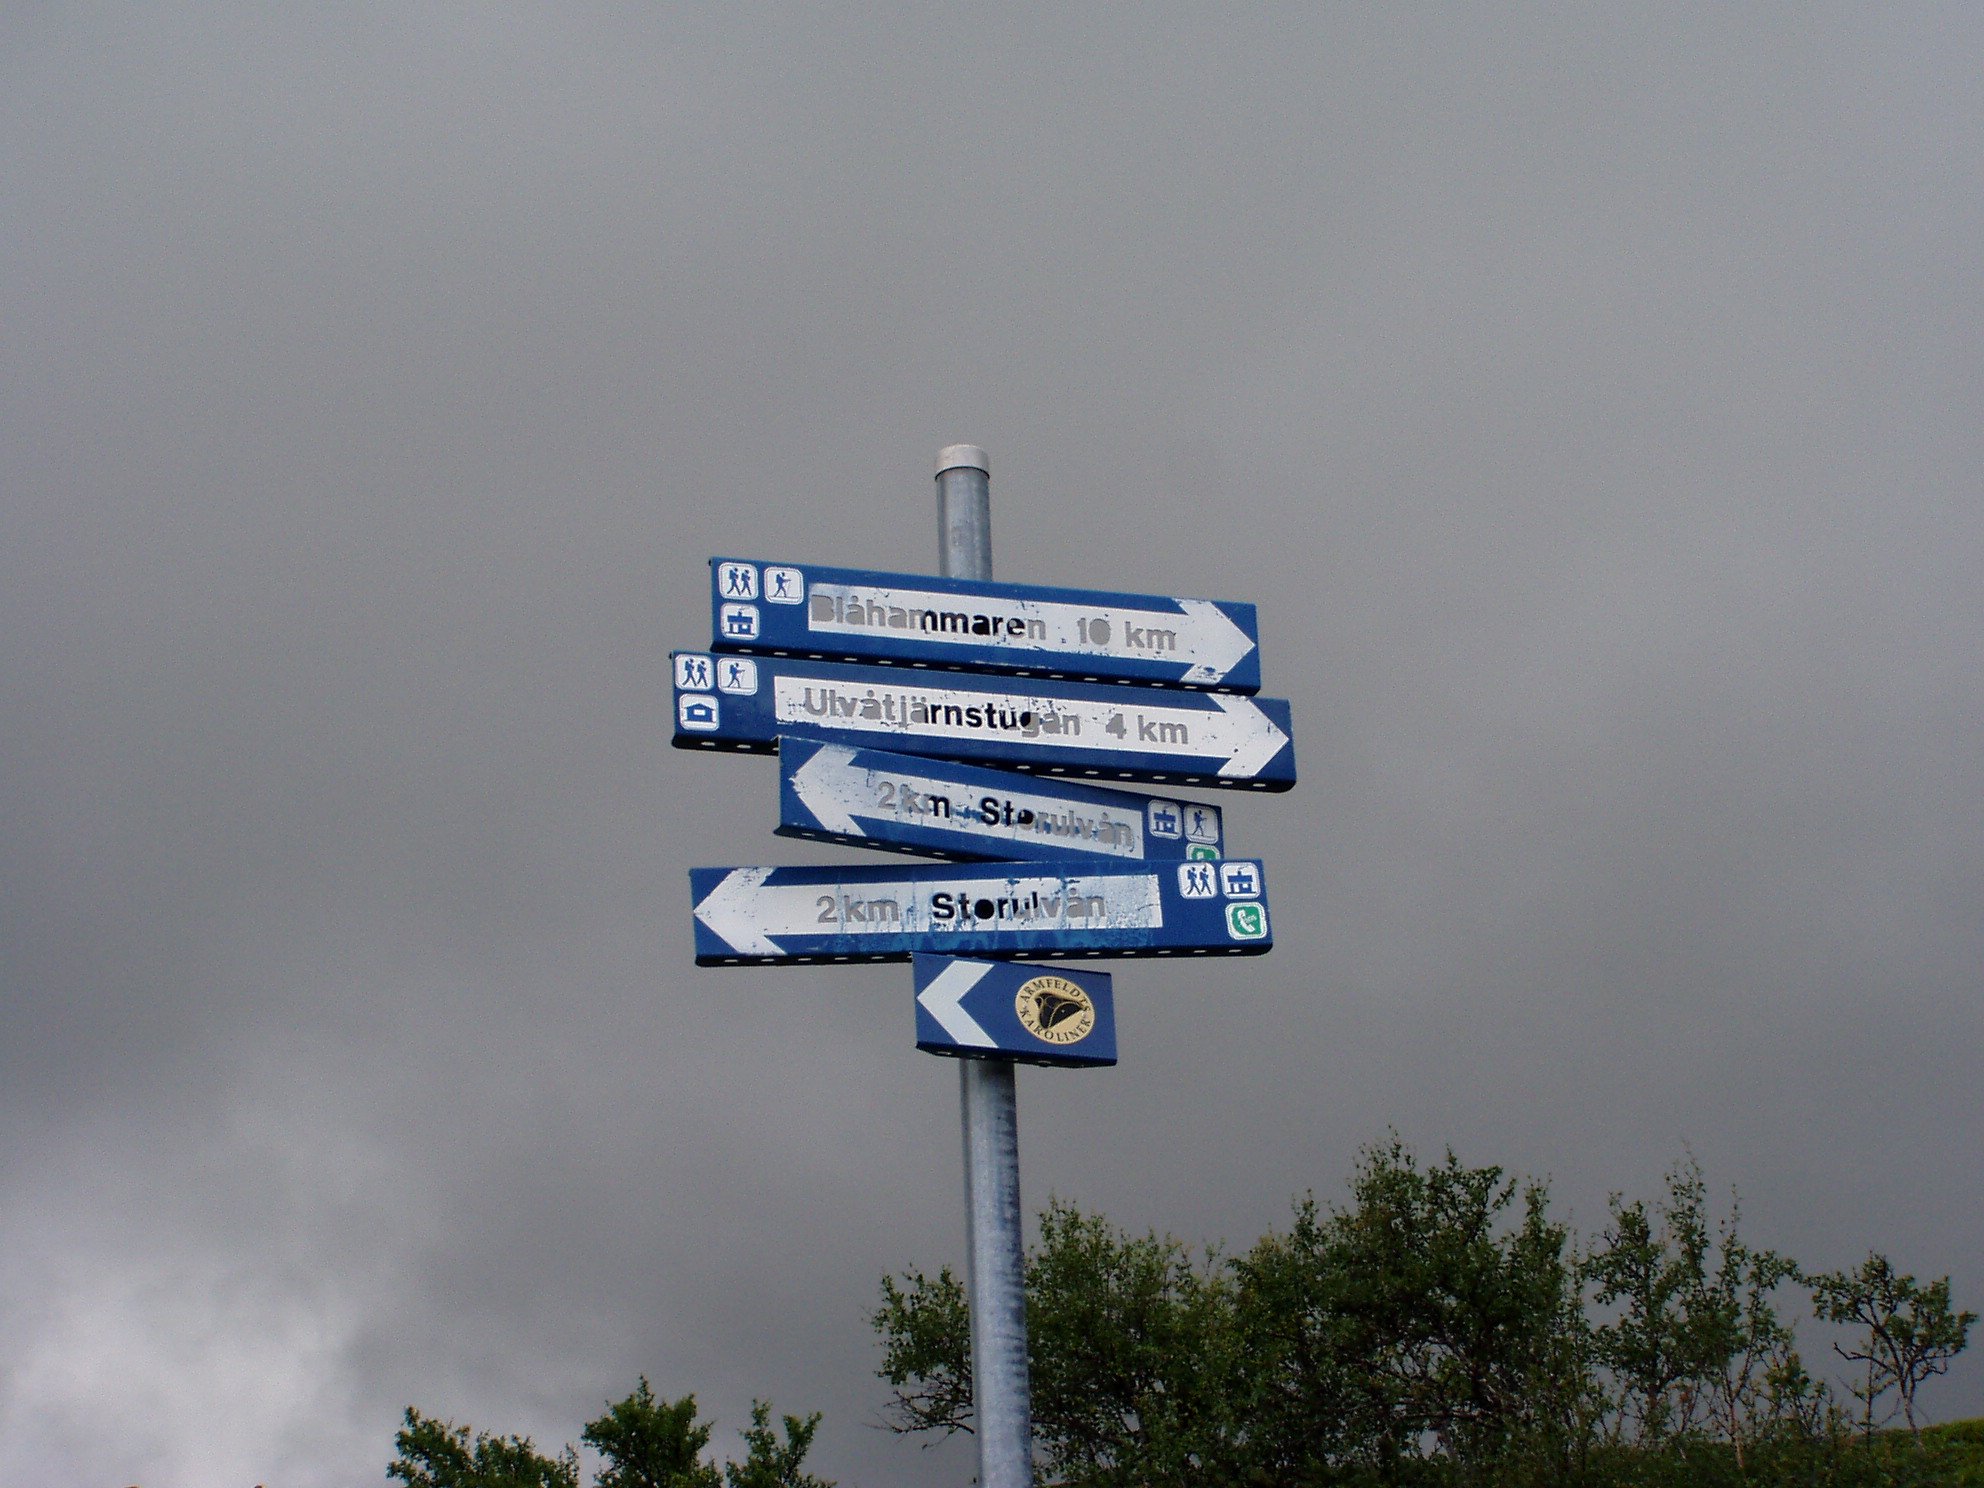 Blåhammaren 10 km
Ulvåtjärnstugan 4 km
2 km Storulvån
2 km Storulvån
ARMFELDTS
KAROLINER